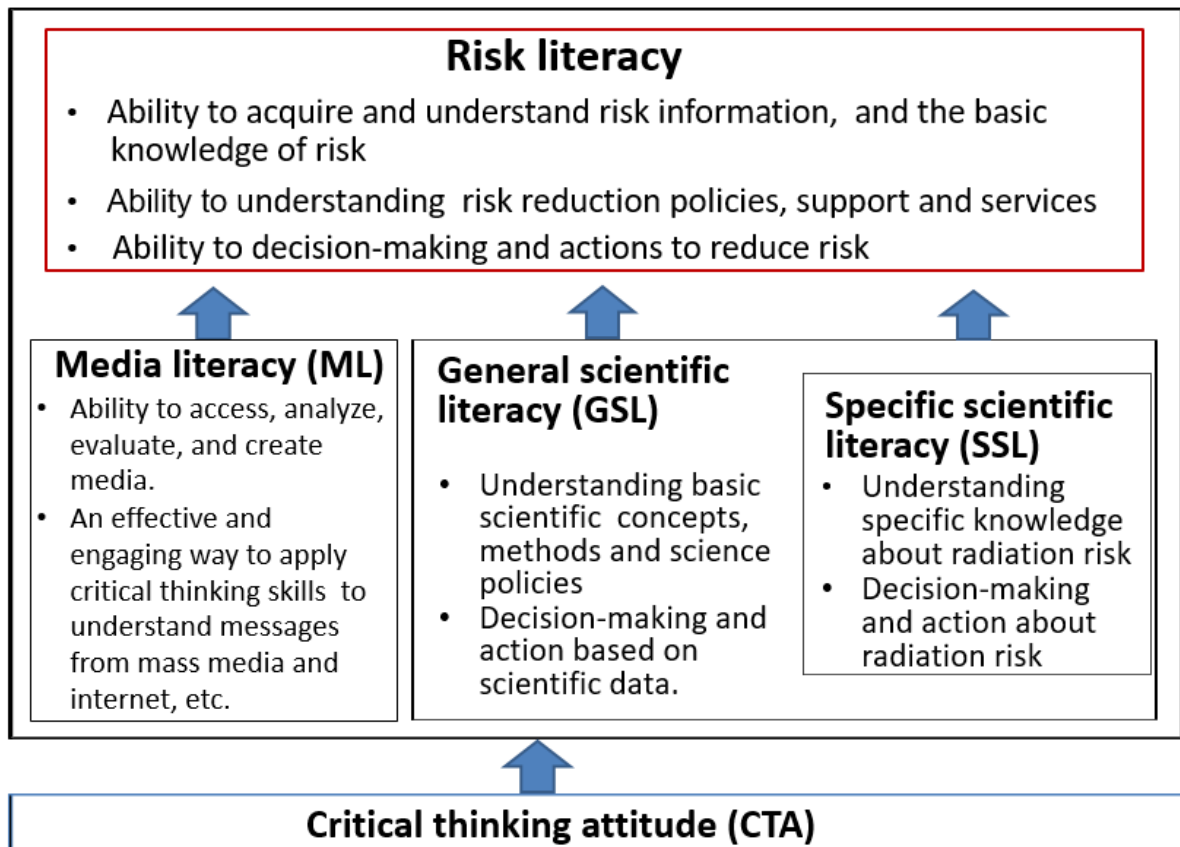 Risk literacy
• Ability to acquire and understand risk information, and the basic
knowledge of risk
• Ability to understanding risk reduction policies, support and services
• Ability to decision-making and actions to reduce risk
Media literacy (ML)
• Ability to access, analyze,
evaluate, and create
media.
• An effective and
engaging way to apply
critical thinking skills to
understand messages
from mass media and
internet, etc.
General scientific
literacy (GSL)
• Understanding basic
scientific concepts,
methods and science
policies
• Decision-making and
action based on
scientific data.
Specific scientific
literacy (SSL)
• Understanding
specific knowledge
about radiation risk
• Decision-making
and action about
radiation risk
Critical thinking attitude (CTA)